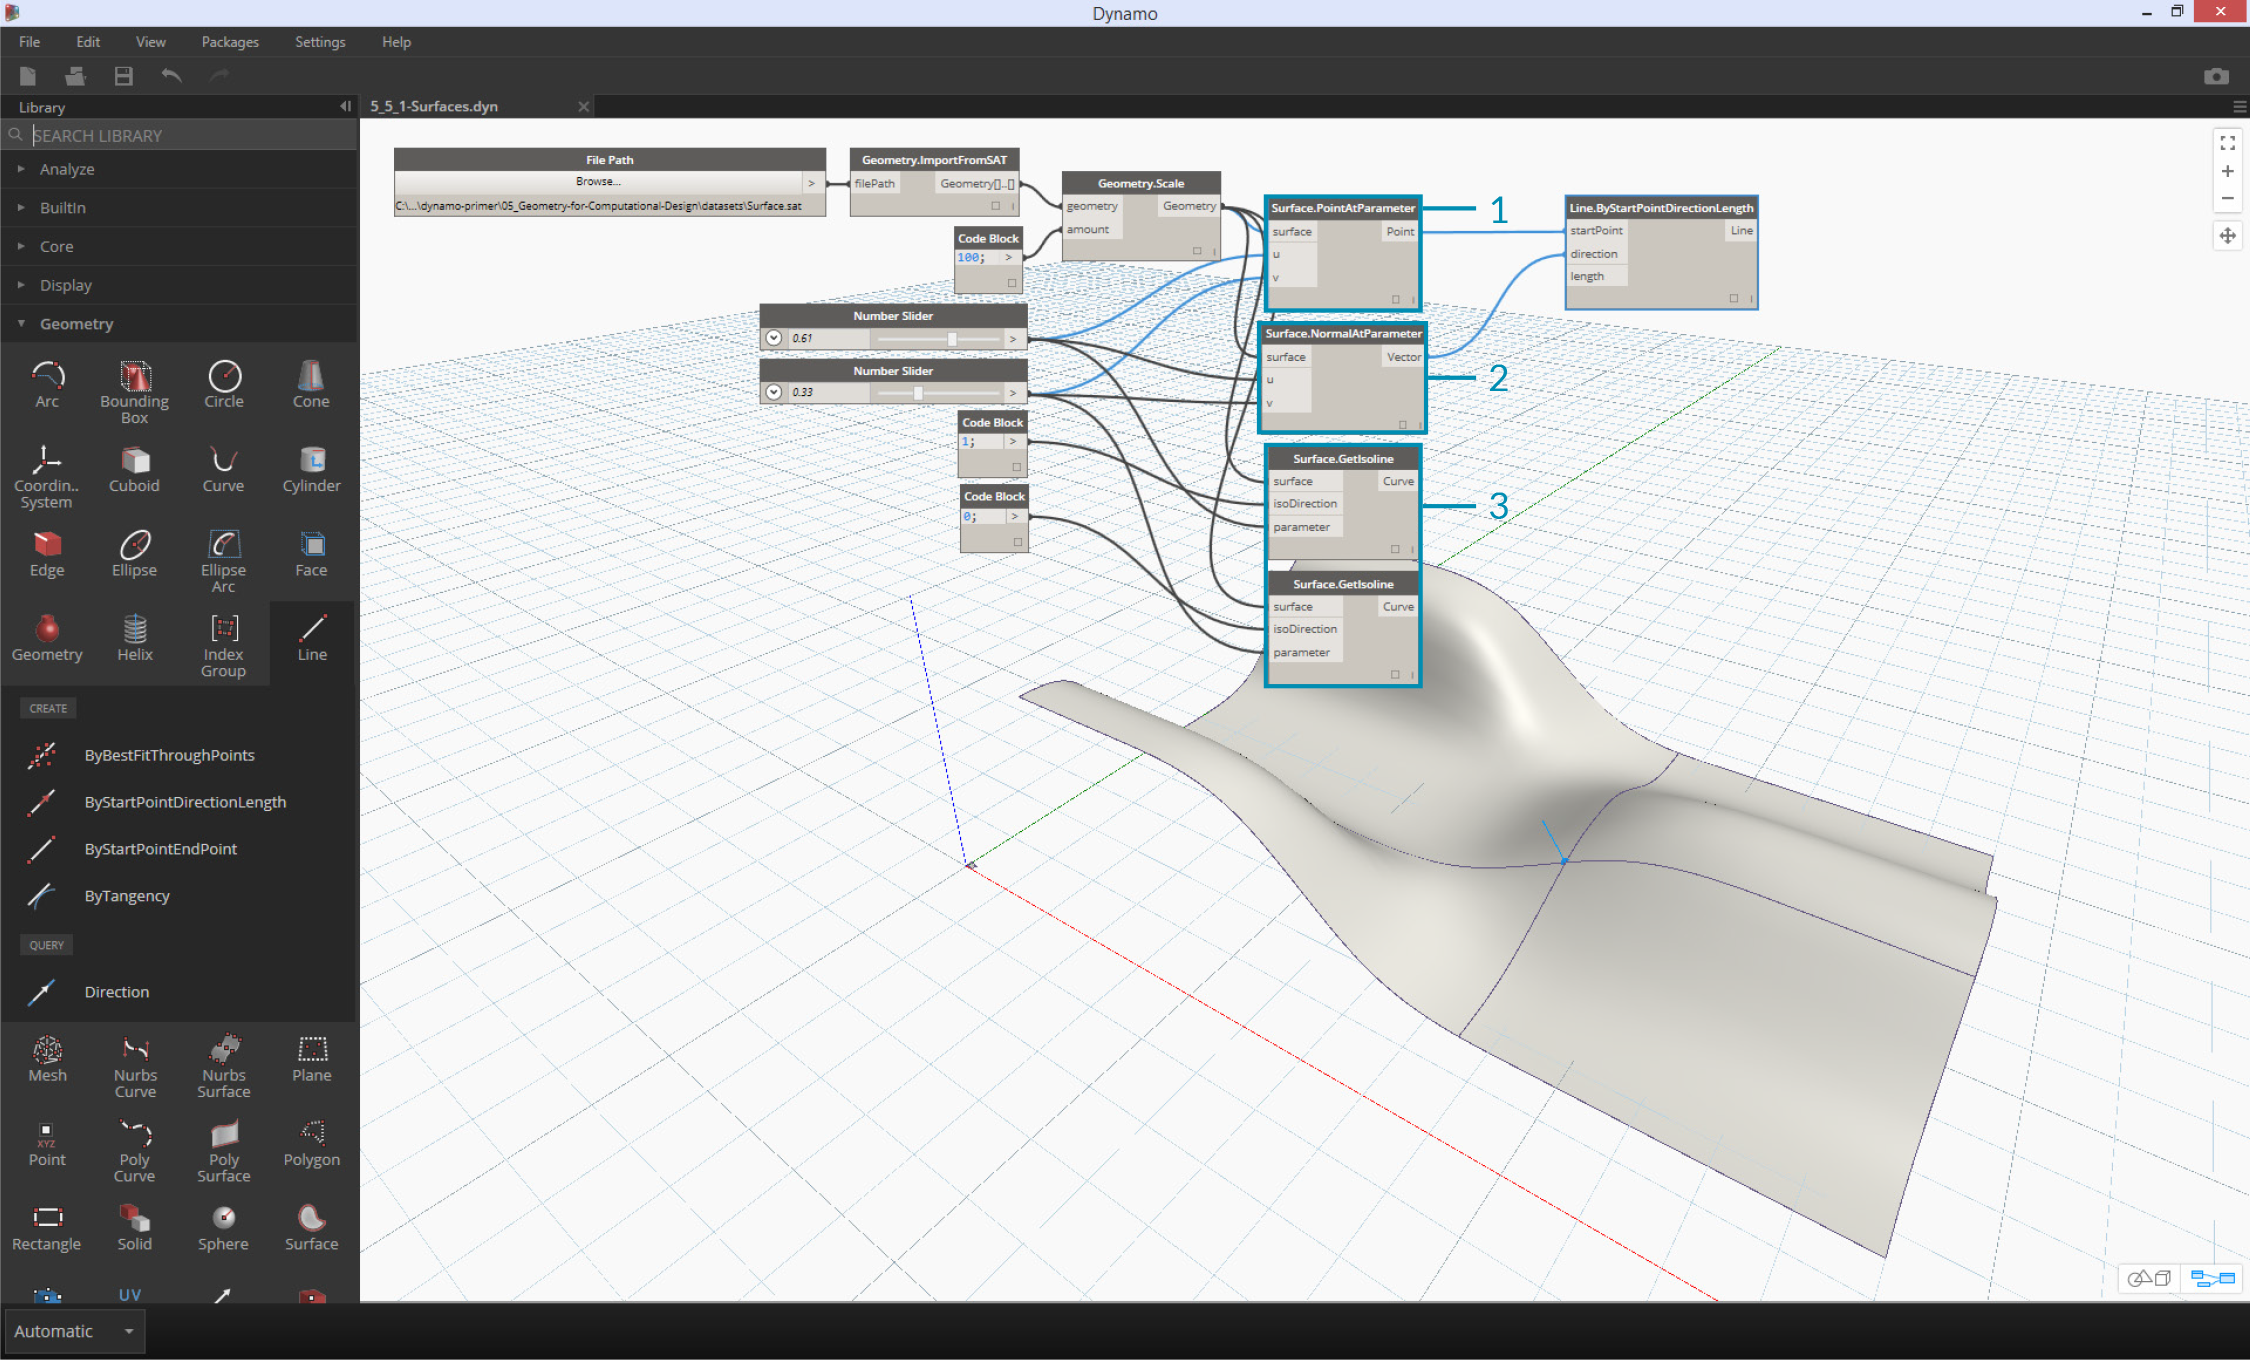 Dynamo
File Edit View Packages Settings Help
Library
5_5_1-Surfaces.dyn
SEARCH LIBRARY
Analyze
BuiltIn
Core
Display
Geometry
Arc
Bounding
Box
Circle
Cone
Coordin..
System
Cuboid
Curve
Cylinder
Edge
Ellipse
Ellipse
Arc
Face
Geometry
Helix
Index
Group
Line
CREATE
ByBestFitThroughPoints
ByStartPointDirectionLength
ByStartPointEndPoint
ByTangency
QUERY
Direction
Mesh
Nurbs
Curve
Nurbs
Surface
Plane
XYZ
Point
Poly
Curve
Poly
Surface
Polygon
Rectangle
Solid
Sphere
Surface
UV
Automatic
File Path
Browse...
>
C:\...\dynamo-primer\05_Geometry-for-Computational-Design\datasets\Surface.sat
Geometry.ImportFromSAT
filePath Geometry[]..[]
Geometry.Scale
geometry Geometry
amount
Code Block
100; >
Number Slider
0.61 >
Number Slider
0.33 >
Code Block
1; >
Code Block
0; >
Surface.PointAtParameter
surface Point
u
v
1
Surface.NormalAtParameter
surface Vector
u
v
2
Surface.GetIsoline
surface Curve
isoDirection
parameter
3
Surface.GetIsoline
surface Curve
isoDirection
parameter
Line.ByStartPointDirectionLength
startPoint Line
direction
length